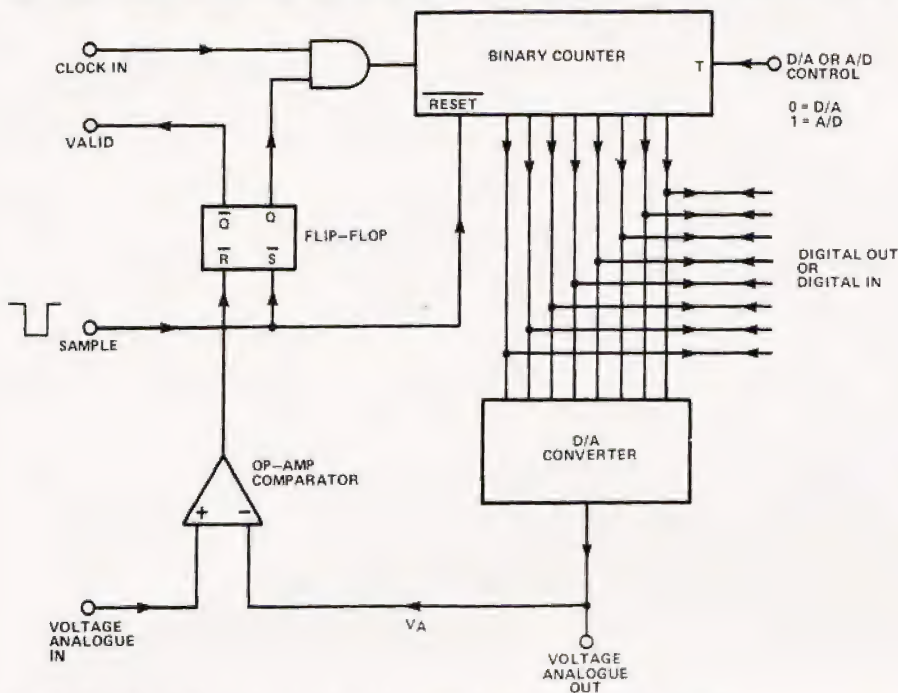 CLOCK IN
BINARY COUNTER
T
D/A OR A/D
CONTROL
0 = D/A
1 = A/D
RESET
VALID
Q
Q
R
S
FLIP–FLOP
DIGITAL OUT
OR
DIGITAL IN
SAMPLE
D/A
CONVERTER
OP–AMP
COMPARATOR
+
–
VOLTAGE
ANALOGUE
IN
VA
VOLTAGE
ANALOGUE
OUT